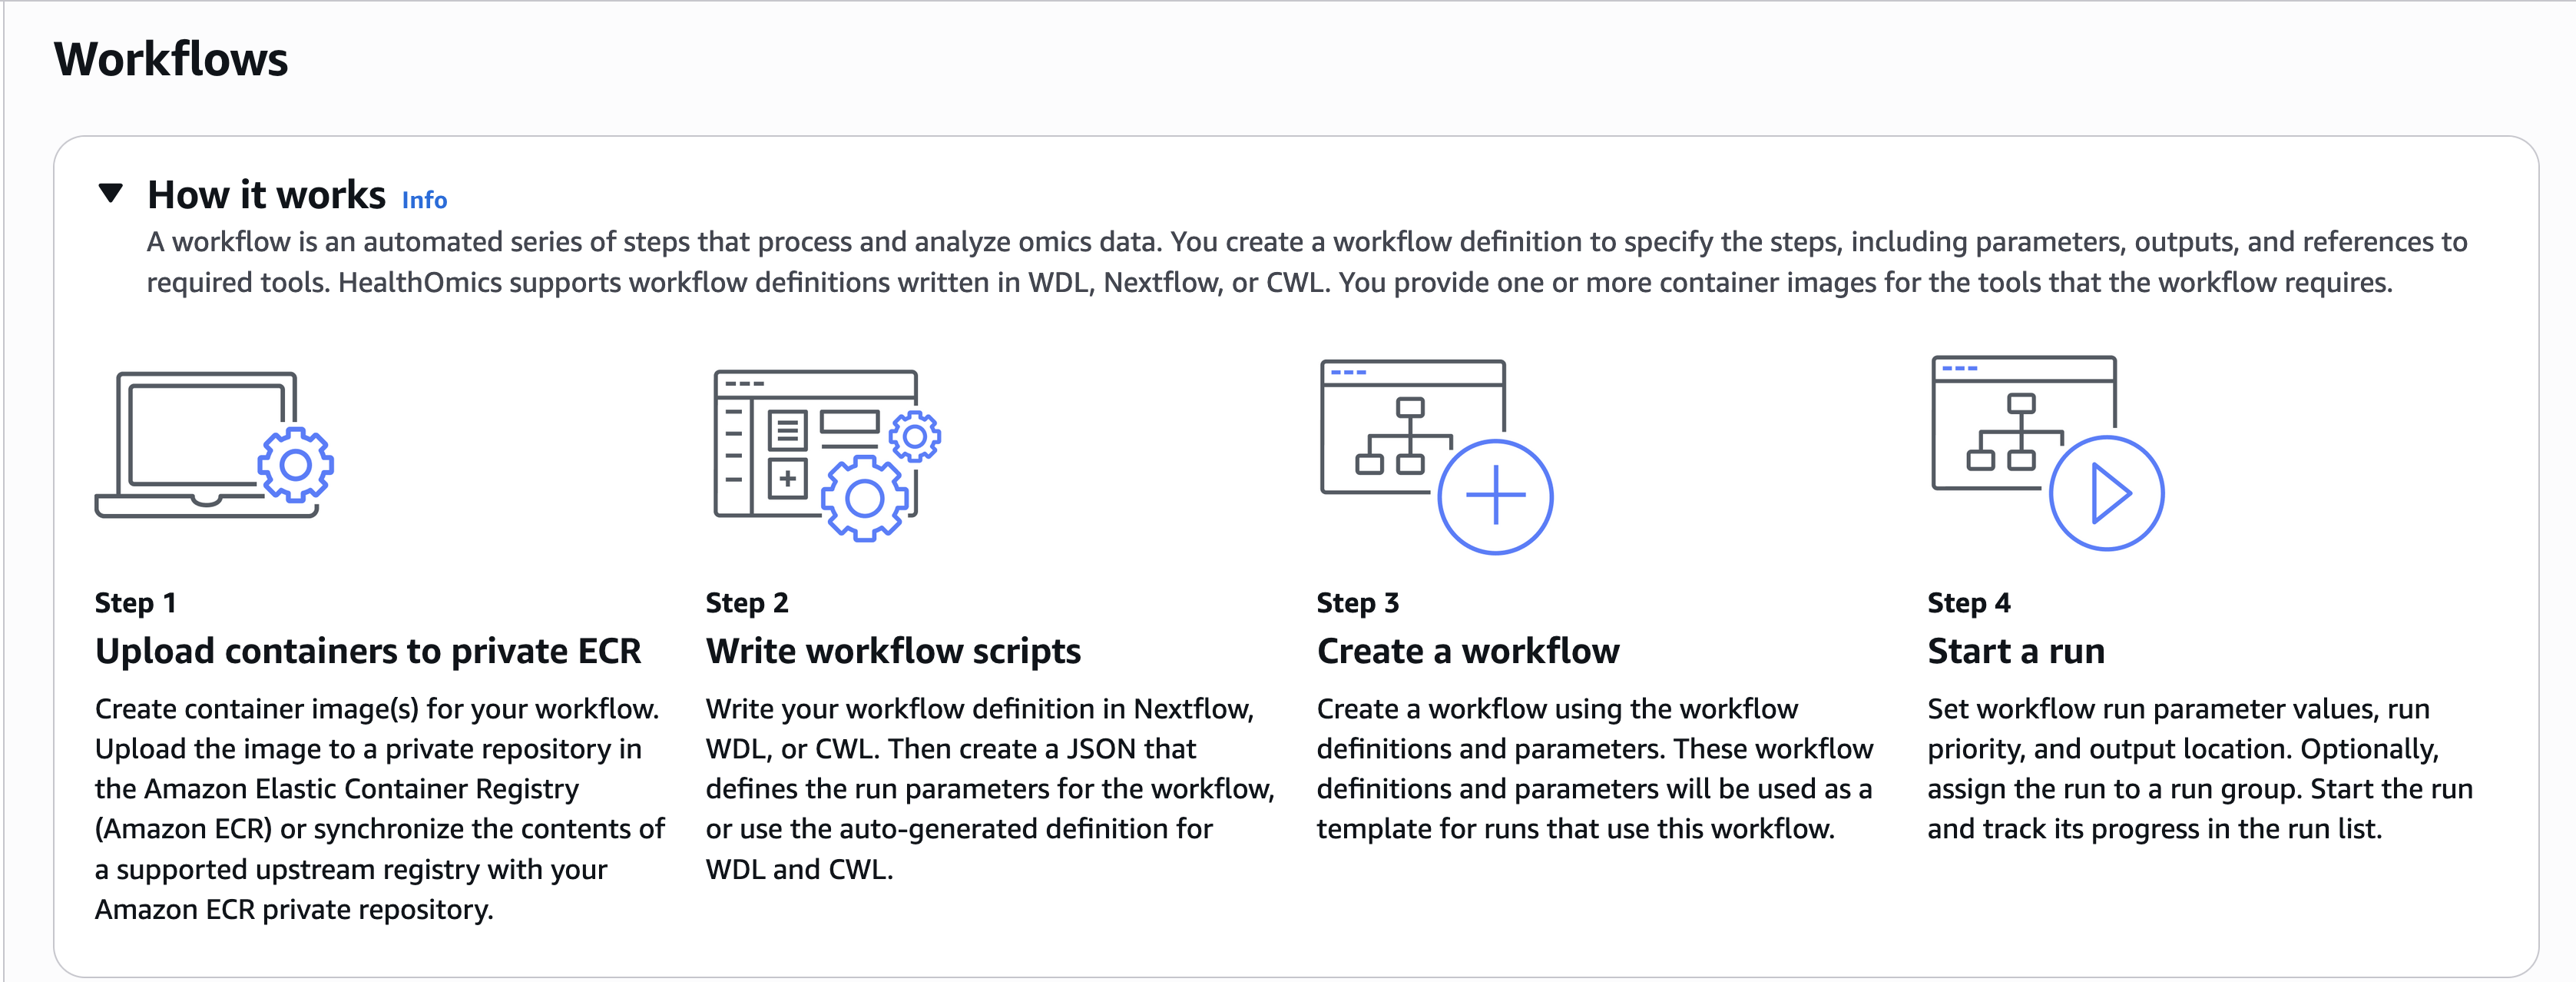 Workflows
How it works Info
A workflow is an automated series of steps that process and analyze omics data. You create a workflow definition to specify the steps, including parameters, outputs, and references to
required tools. HealthOmics supports workflow definitions written in WDL, Nextflow, or CWL. You provide one or more container images for the tools that the workflow requires.
Step 1
Upload containers to private ECR
Create container image(s) for your workflow.
Upload the image to a private repository in
the Amazon Elastic Container Registry
(Amazon ECR) or synchronize the contents of
a supported upstream registry with your
Amazon ECR private repository.
Step 2
Write workflow scripts
Write your workflow definition in Nextflow,
WDL, or CWL. Then create a JSON that
defines the run parameters for the workflow,
or use the auto-generated definition for
WDL and CWL.
Step 3
Create a workflow
Create a workflow using the workflow
definitions and parameters. These workflow
definitions and parameters will be used as a
template for runs that use this workflow.
Step 4
Start a run
Set workflow run parameter values, run
priority, and output location. Optionally,
assign the run to a run group. Start the run
and track its progress in the run list.